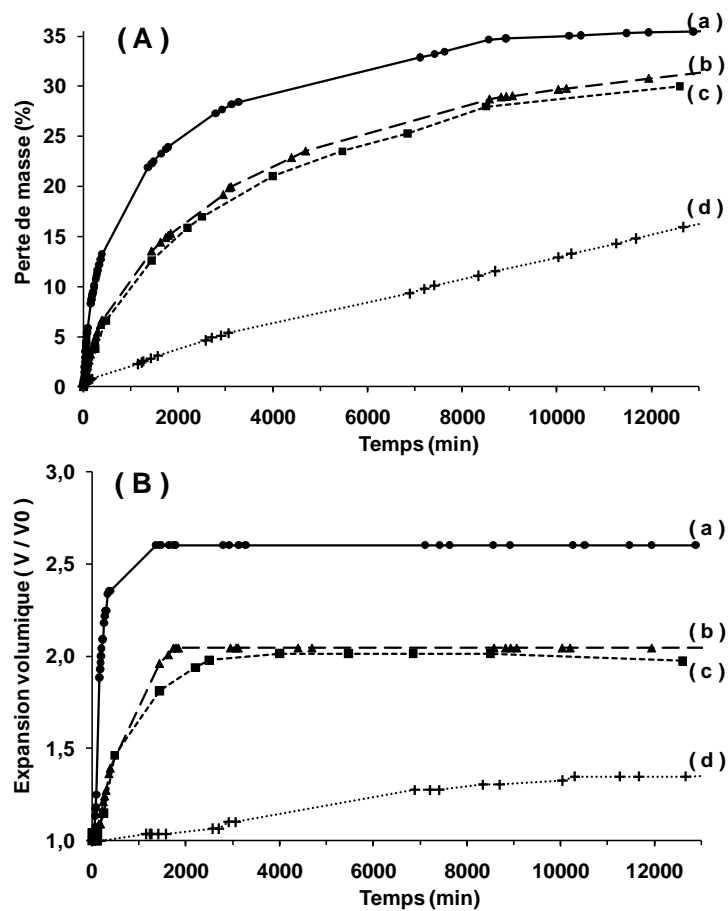 ( A )
(a)
(b)
(c)
(d)
Perte de masse (%)
35
30
25
20
15
10
5
0
0 2000 4000 6000 8000 10000 12000
Temps (min)
( B )
(a)
(b)
(c)
(d)
Expansion volumique ( V / V0 )
3,0
2,5
2,0
1,5
1,0
0 2000 4000 6000 8000 10000 12000
Temps (min)